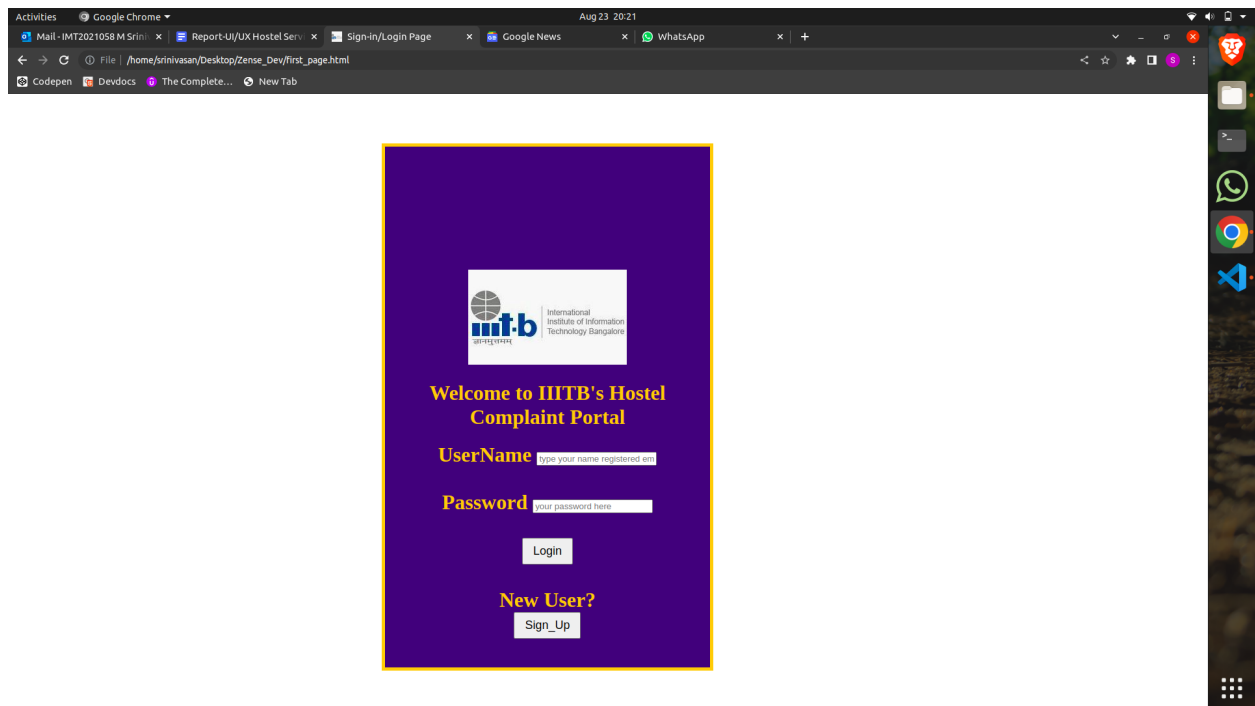 Activities Google Chrome Aug 23 20:21
Mail - IMT2021058 M Srini Report-UI/UX Hostel Servi Sign-in/Login Page Google News WhatsApp
File /home/srinivasan/Desktop/Zense_Dev/first_page.html S
Codepen Devdocs The Complete... New Tab
iiit-b
ज्ञानमुत्तमम्
International
Institute of Information
Technology Bangalore
Welcome to IIITB's Hostel
Complaint Portal
UserName type your name registered em
Password your password here
Login
New User?
Sign_Up